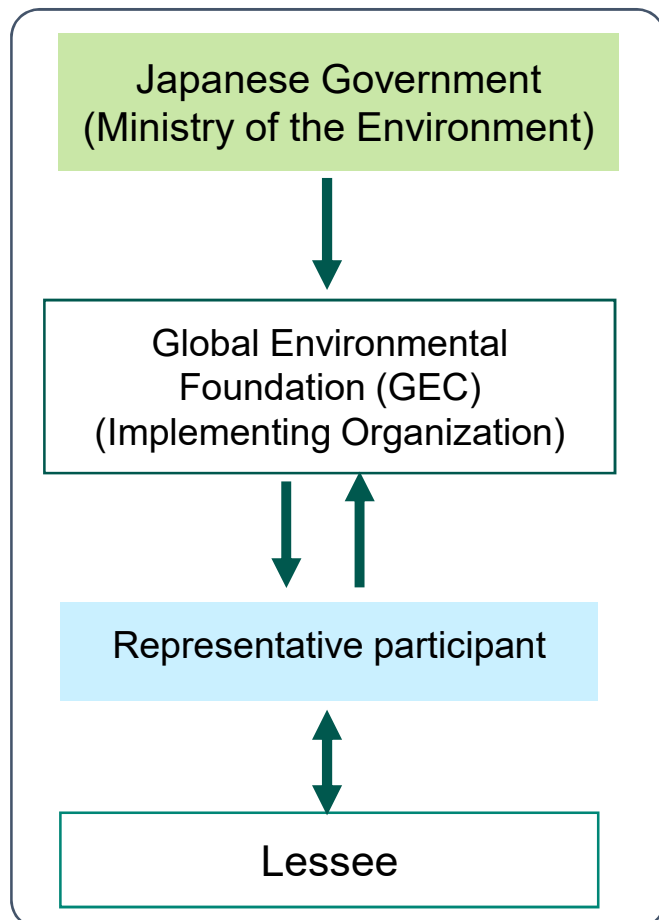 Japanese Government
(Ministry of the Environment)
Global Environmental
Foundation (GEC)
(Implementing Organization)
Representative participant
Lessee